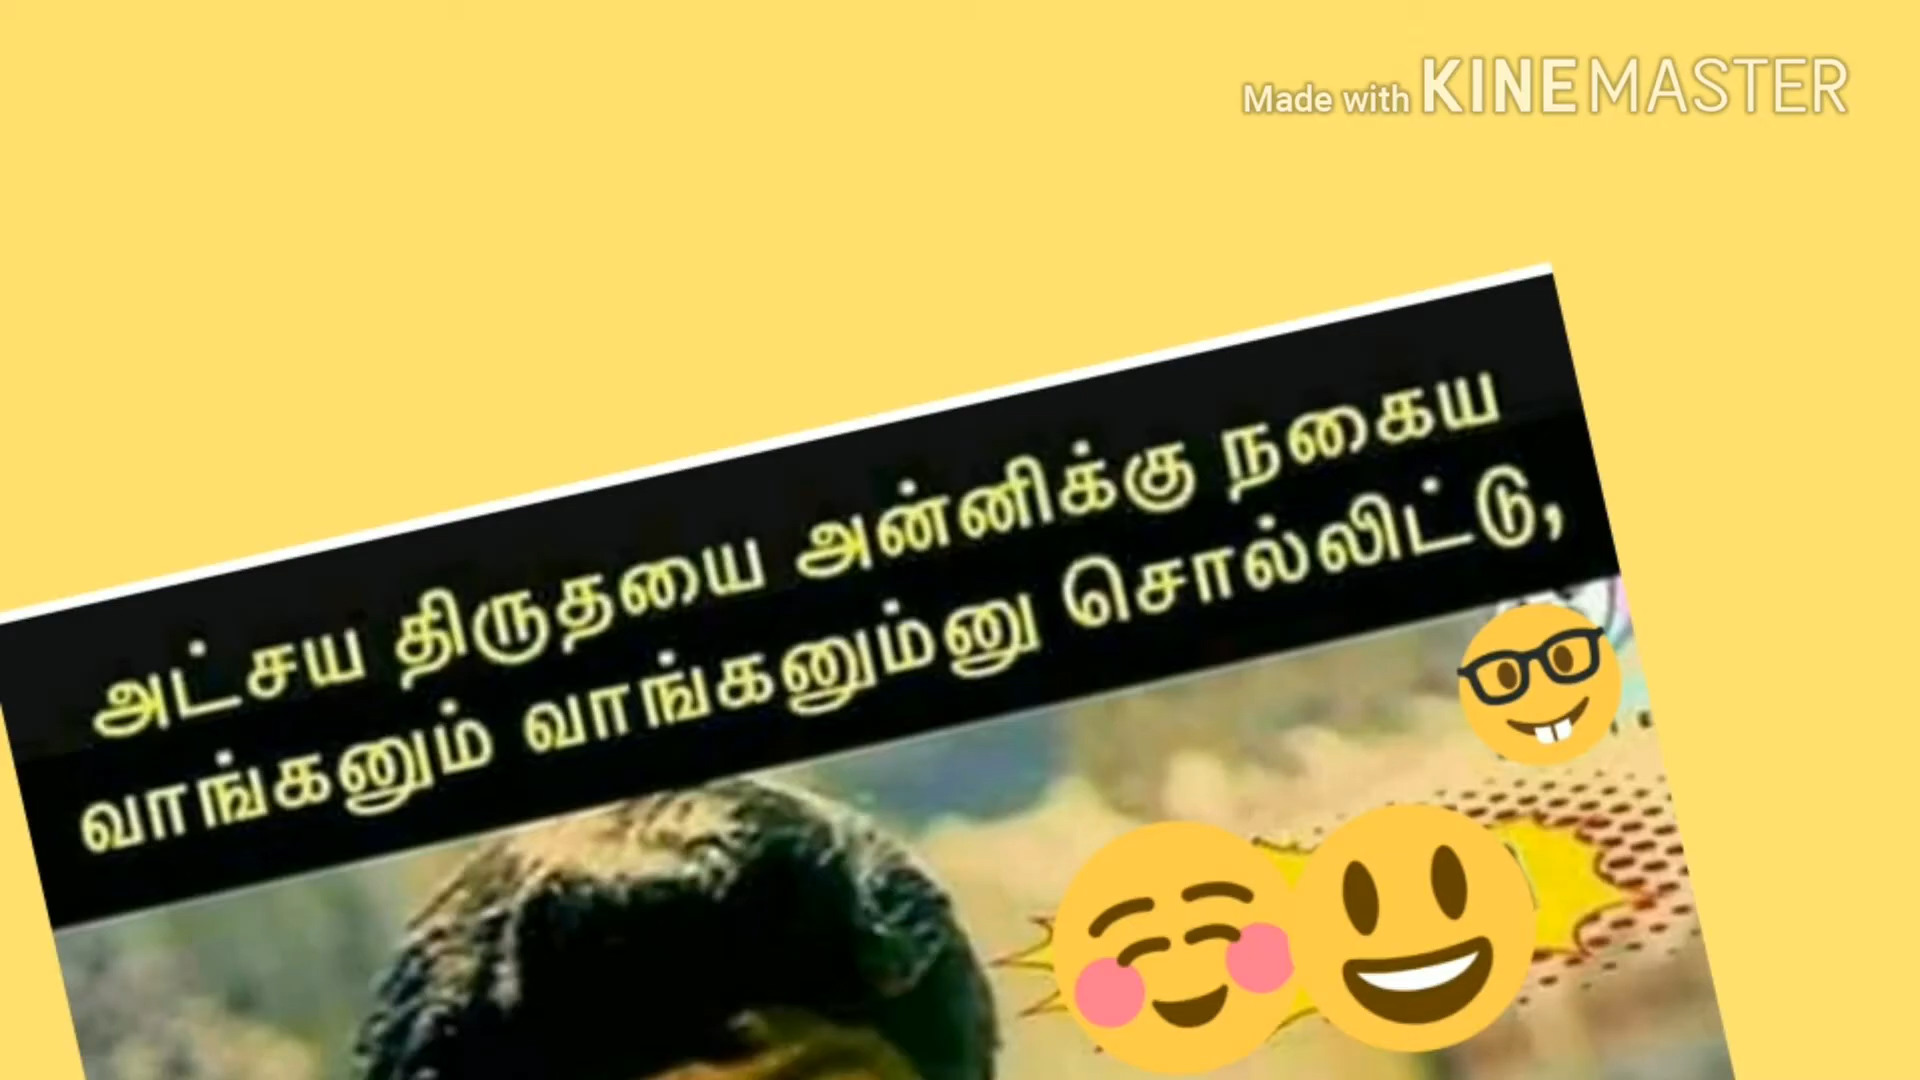 Made with KINEMASTER
அட்சய திருதயை அன்னிக்கு நகைய
வாங்கனும் வாங்கனும்னு சொல்லிட்டு,